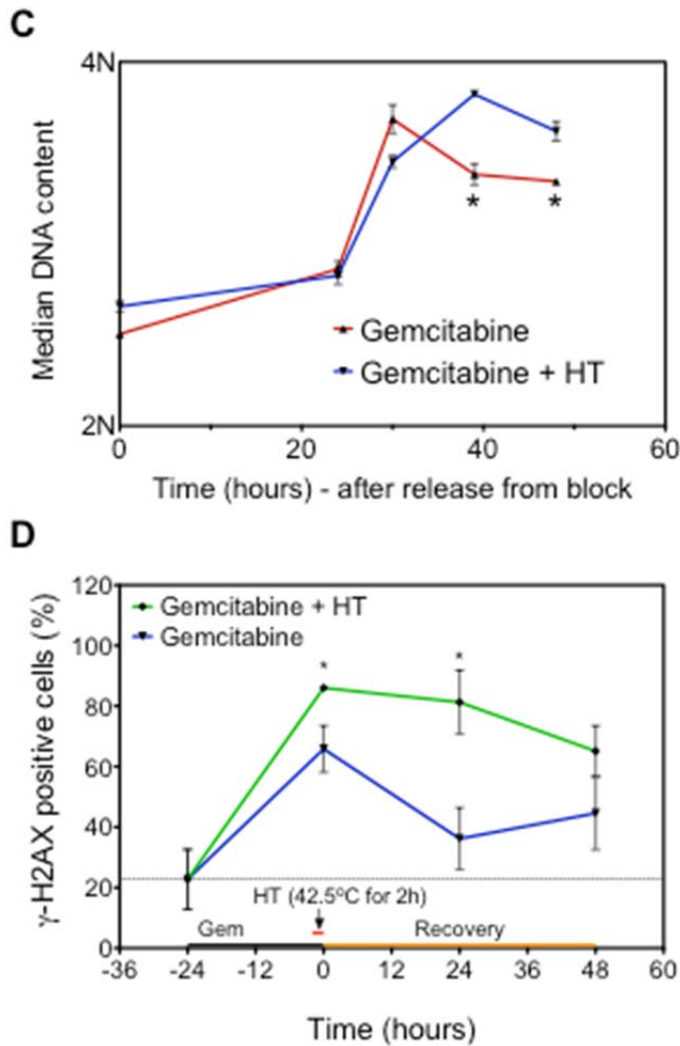 C
4N
Median DNA content
*
*
Gemcitabine
Gemcitabine + HT
2N
0
20
40
60
Time (hours) - after release from block
D
120
Gemcitabine + HT
Gemcitabine
100
*
*
80
γ-H2AX positive cells (%)
60
40
20
HT (42.5ºC for 2h)
Gem
Recovery
0
-36
-24
-12
0
12
24
36
48
60
Time (hours)